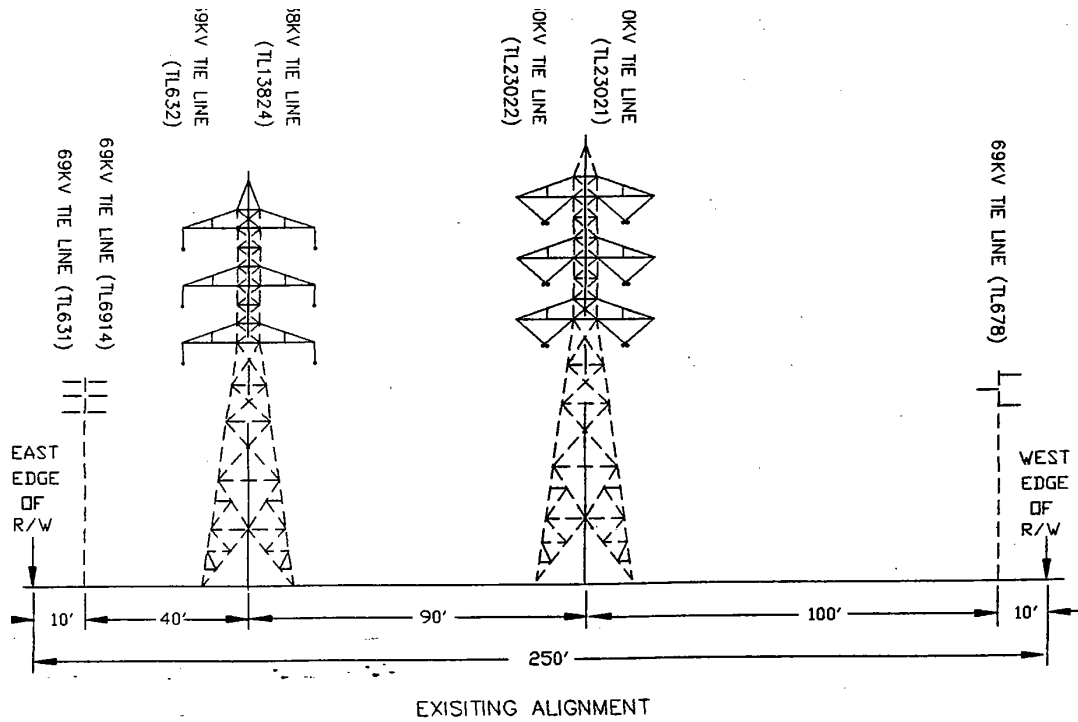 9KV TIE LINE
(TL632)
8KV TIE LINE
(TL13824)
0KV TIE LINE
(TL23022)
0KV TIE LINE
(TL23021)
69KV TIE LINE (TL631)
69KV TIE LINE (TL6914)
69KV TIE LINE (TL678)
EAST
EDGE
OF
R/W
WEST
EDGE
OF
R/W
10'
40'
90'
100'
10'
250'
EXISITING ALIGNMENT